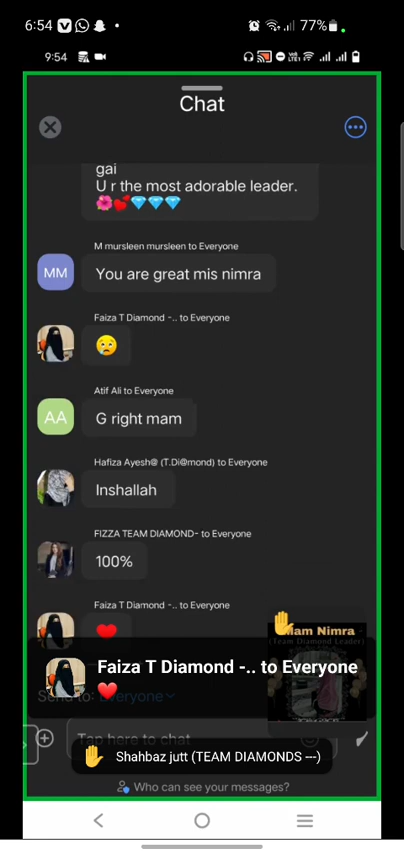 6:54
77%
9:54
Chat
gai
U r the most adorable leader.
🌺💕💎💎💎
M mursleen mursleen to Everyone
MM
You are great mis nimra
Faiza T Diamond -.. to Everyone
😢
Atif Ali to Everyone
AA
G right mam
Hafiza Ayesh@ (T.Di@mond) to Everyone
Inshallah
FIZZA TEAM DIAMOND- to Everyone
100%
Faiza T Diamond -.. to Everyone
❤️
Mam Nimra
(Team Diamond Leader)
Faiza T Diamond -.. to Everyone
❤️
Send to: Everyone
Tap here to chat
✋ Shahbaz jutt (TEAM DIAMONDS ---)
Who can see your messages?